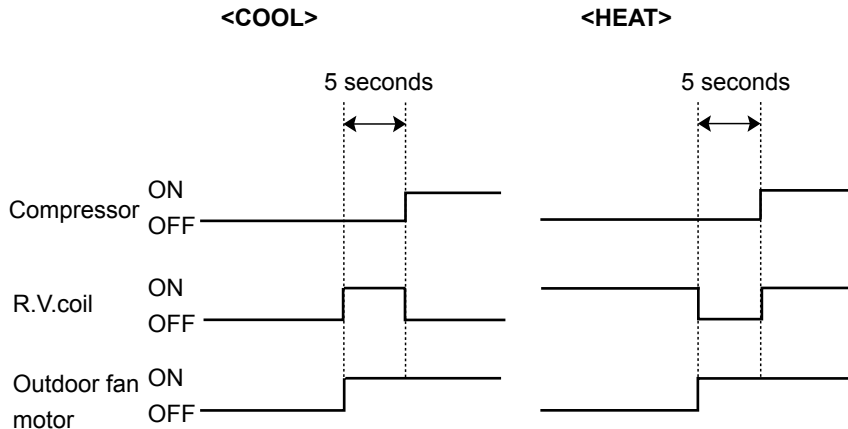 <COOL>
<HEAT>
5 seconds
5 seconds
Compressor
ON
OFF
R.V.coil
ON
OFF
Outdoor fan
motor
ON
OFF